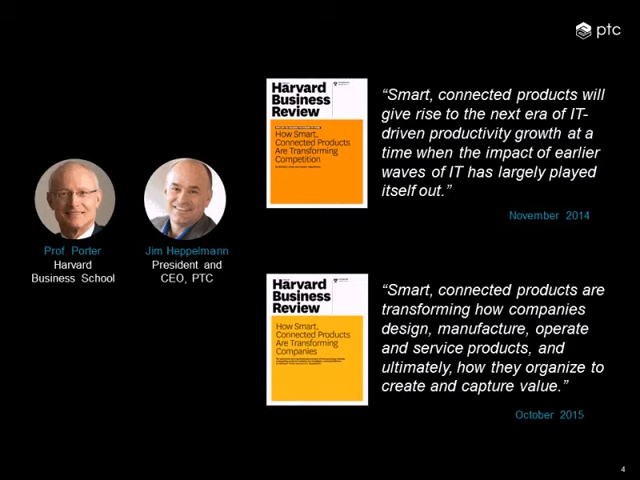 ptc
Harvard
Business
Review
How Smart,
Connected Products
Are Transforming
Competition
“Smart, connected products will
give rise to the next era of IT-
driven productivity growth at a
time when the impact of earlier
waves of IT has largely played
itself out.”
November 2014
Prof. Porter
Harvard
Business School
Jim Heppelmann
President and
CEO, PTC
Harvard
Business
Review
How Smart,
Connected Products
Are Transforming
Companies
“Smart, connected products are
transforming how companies
design, manufacture, operate
and service products, and
ultimately, how they organize to
create and capture value.”
October 2015
4